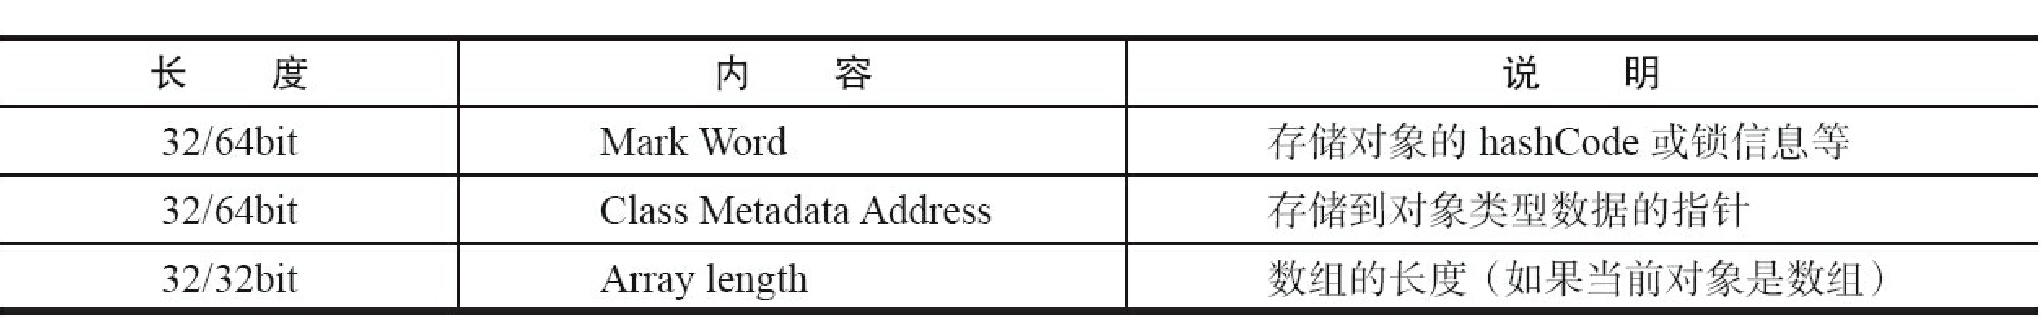 长 度 内 容 说 明
32/64bit Mark Word 存储对象的 hashCode 或锁信息等
32/64bit Class Metadata Address 存储到对象类型数据的指针
32/32bit Array length 数组的长度（如果当前对象是数组）